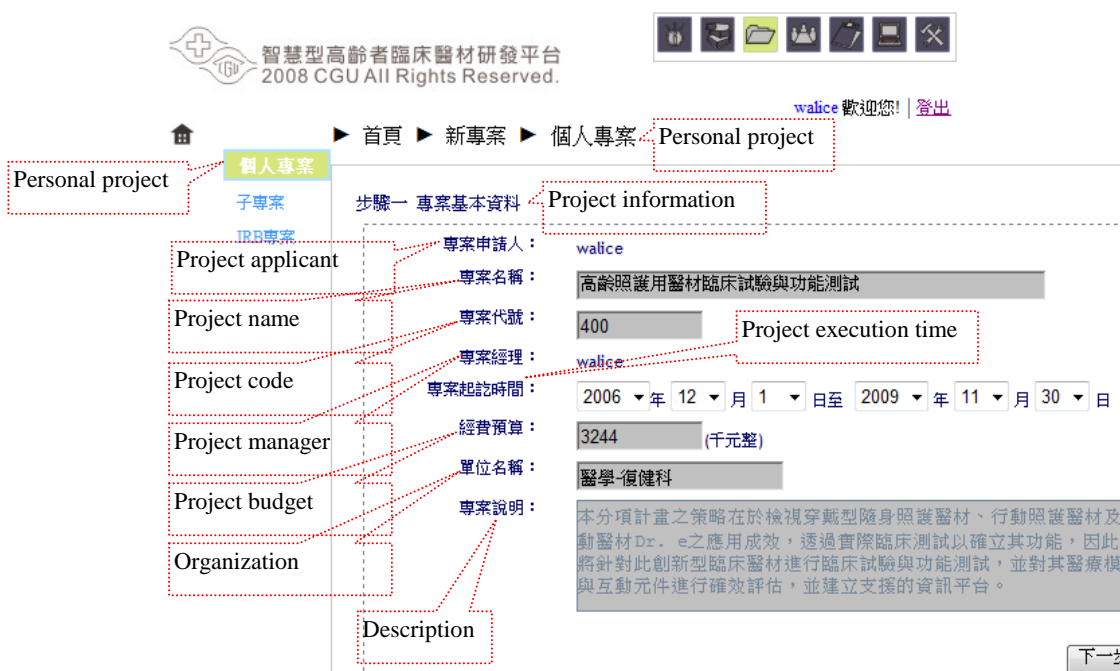 智慧型高齡者臨床醫材研發平台
2008 CGU All Rights Reserved.
CGU
walice 歡迎您! | 登出
▶ 首頁 ▶ 新專案 ▶ 個人專案
Personal project
Personal project
個人專案
子專案
IRB專案
步驟一 專案基本資料
Project information
專案申請人：
walice
Project applicant
專案名稱：
高齡照護用醫材臨床試驗與功能測試
Project name
專案代號：
400
Project execution time
Project code
專案經理：
walice
專案起訖時間：
2006 年 12 月 1 日至 2009 年 11 月 30 日
Project manager
經費預算：
3244 (千元整)
Project budget
單位名稱：
醫學-復健科
Organization
專案說明：
本分項計畫之策略在於檢視穿戴型隨身照護醫材、行動照護醫材及
動醫材Dr. e之應用成效，透過實際臨床測試以確立其功能，因此
將針對此創新型臨床醫材進行臨床試驗與功能測試，並對其醫療模
與互動元件進行確效評估，並建立支援的資訊平台。
Description
下一步